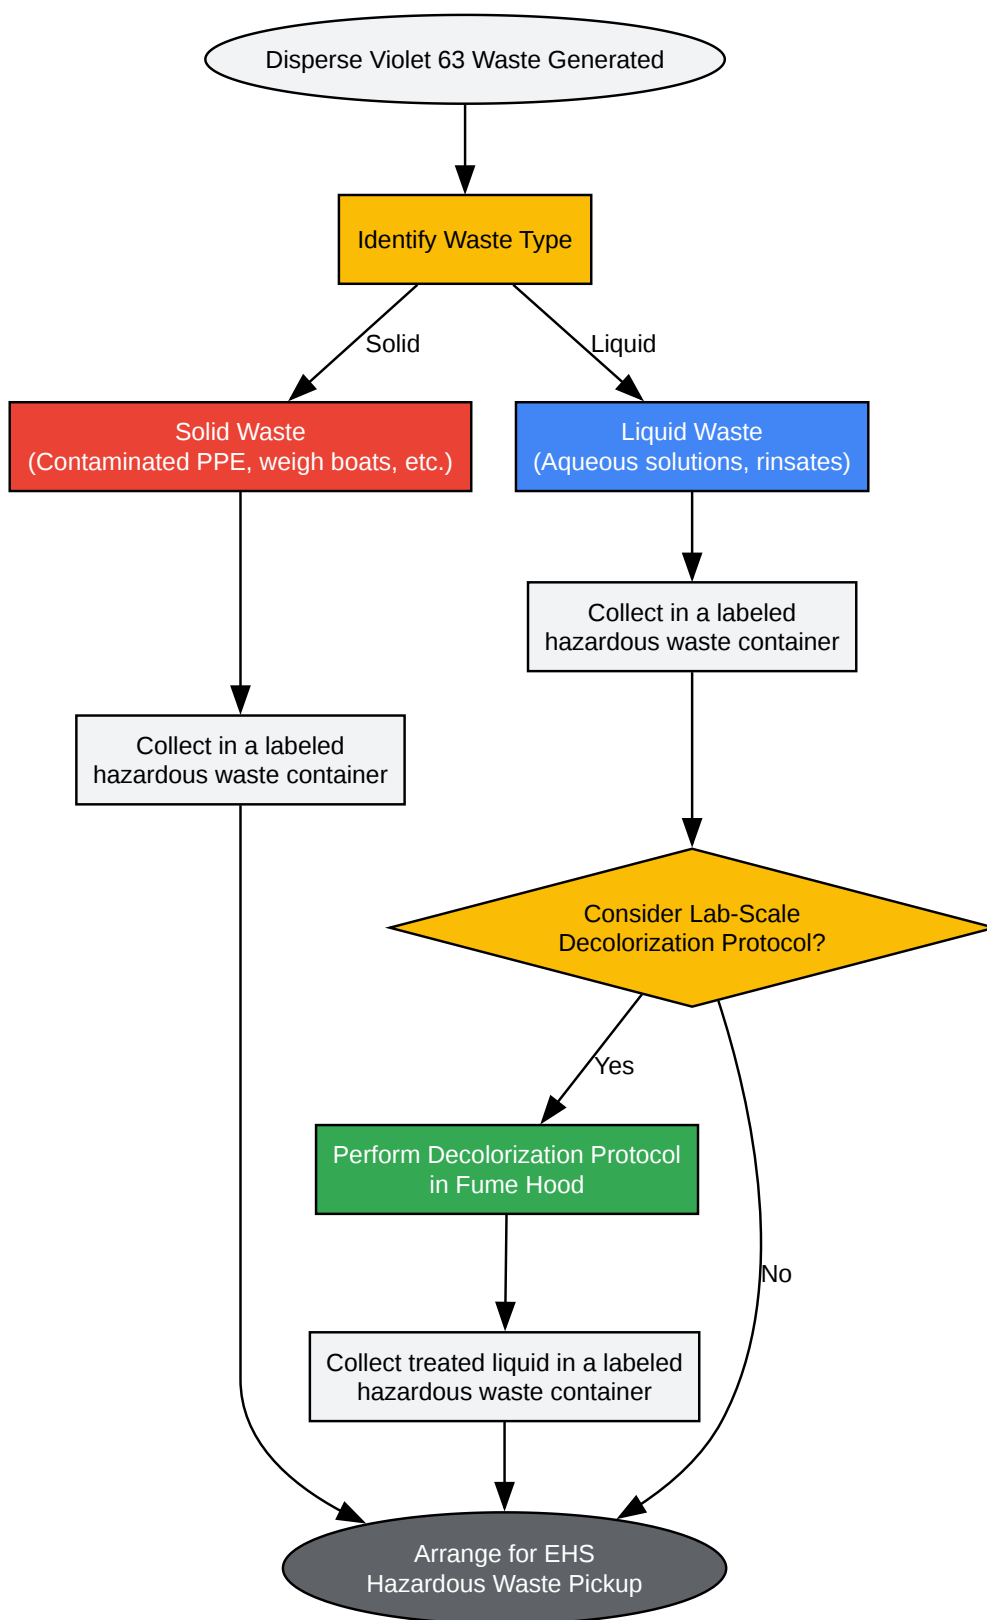 Disperse Violet 63 Waste Generated
Identify Waste Type
Solid
Liquid
Solid Waste
(Contaminated PPE, weigh boats, etc.)
Liquid Waste
(Aqueous solutions, rinsates)
Collect in a labeled
hazardous waste container
Collect in a labeled
hazardous waste container
Consider Lab-Scale
Decolorization Protocol?
Yes
Perform Decolorization Protocol
in Fume Hood
No
Collect treated liquid in a labeled
hazardous waste container
Arrange for EHS
Hazardous Waste Pickup